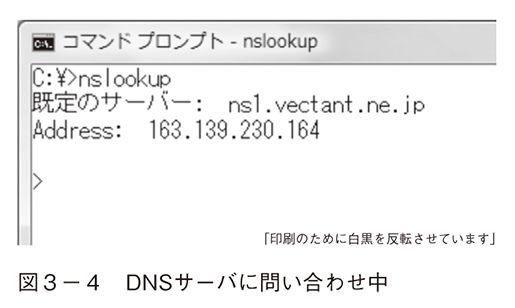 コマンド プロンプト - nslookup
C:¥>nslookup
既定のサーバー:  ns1.vectant.ne.jp
Address:  163.139.230.164
>
「印刷のために白黒を反転させています」
図3-4 DNSサーバに問い合わせ中